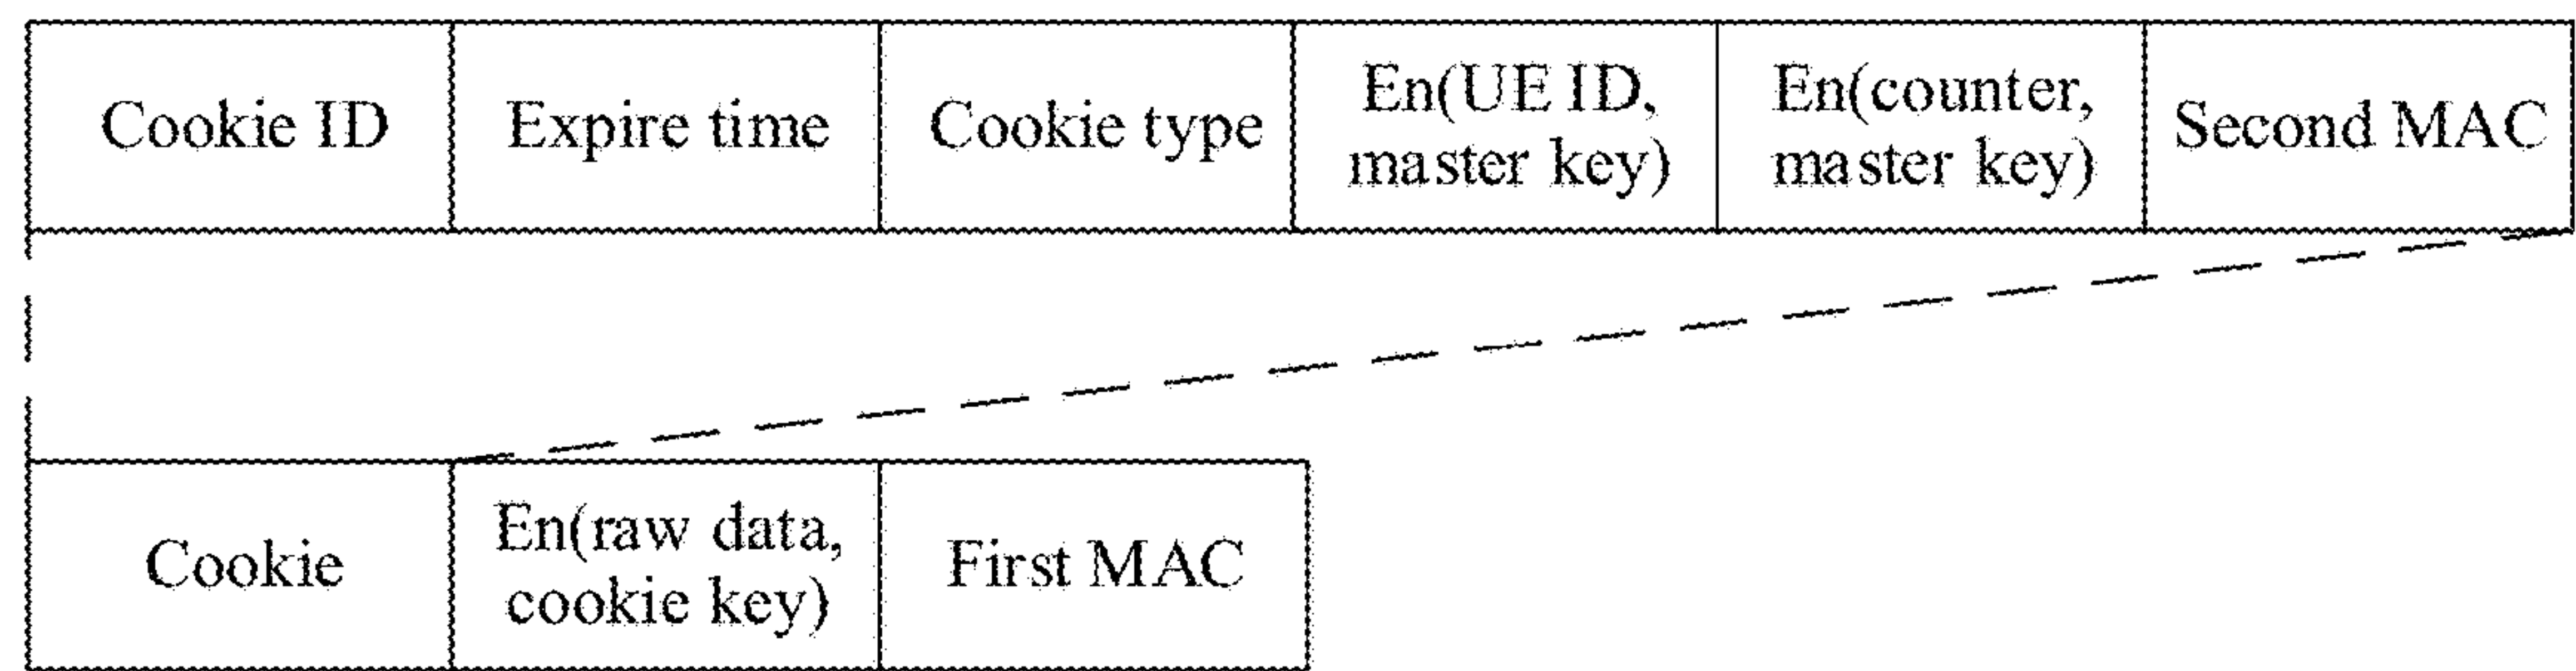 Cookie ID
Expire time
Cookie type
En(UE ID,
master key)
En(counter,
master key)
Second MAC
Cookie
En(raw data,
cookie key)
First MAC